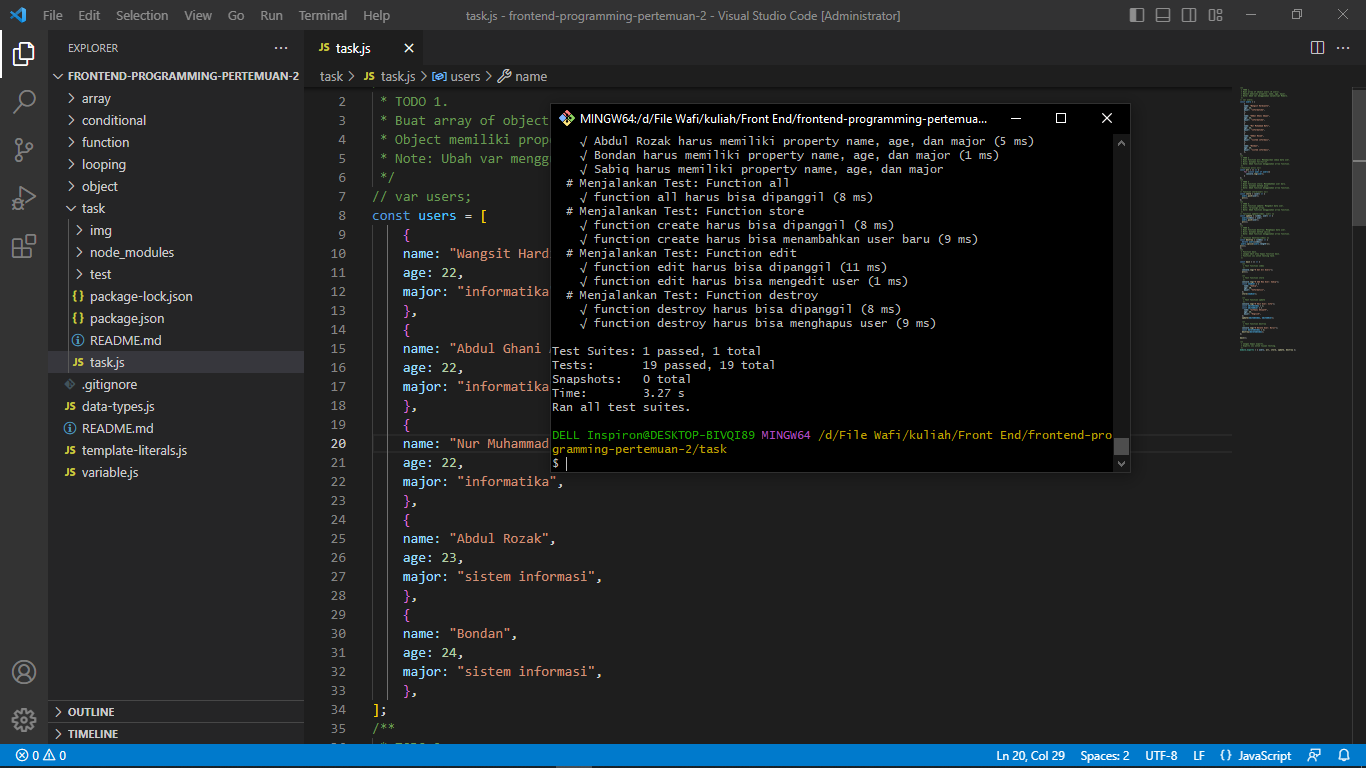 File Edit Selection View Go Run Terminal Help
task.js - frontend-programming-pertemuan-2 - Visual Studio Code [Administrator]
EXPLORER
FRONTEND-PROGRAMMING-PERTEMUAN-2
array
conditional
function
looping
object
task
img
node_modules
test
package-lock.json
package.json
README.md
JS task.js
.gitignore
JS data-types.js
README.md
JS template-literals.js
JS variable.js
OUTLINE
TIMELINE
JS task.js
task > JS task.js > users > name
2 * TODO 1.
3 * Buat array of object
4 * Object memiliki prop
5 * Note: Ubah var mengg
6 */
7 // var users;
8 const users = [
9 {
10 name: "Wangsit Hard
11 age: 22,
12 major: "informatika
13 },
14 {
15 name: "Abdul Ghani
16 age: 22,
17 major: "informatika
18 },
19 {
20 name: "Nur Muhammad
21 age: 22,
22 major: "informatika",
23 },
24 {
25 name: "Abdul Rozak",
26 age: 23,
27 major: "sistem informasi",
28 },
29 {
30 name: "Bondan",
31 age: 24,
32 major: "sistem informasi",
33 },
34 ];
35 /**
MINGW64:/d/File Wafi/kuliah/Front End/frontend-programming-pertemua...
√ Abdul Rozak harus memiliki property name, age, dan major (5 ms)
√ Bondan harus memiliki property name, age, dan major (1 ms)
√ Sabiq harus memiliki property name, age, dan major
# Menjalankan Test: Function all
√ function all harus bisa dipanggil (8 ms)
# Menjalankan Test: Function store
√ function create harus bisa dipanggil (8 ms)
√ function create harus bisa menambahkan user baru (9 ms)
# Menjalankan Test: Function edit
√ function edit harus bisa dipanggil (11 ms)
√ function edit harus bisa mengedit user (1 ms)
# Menjalankan Test: Function destroy
√ function destroy harus bisa dipanggil (8 ms)
√ function destroy harus bisa menghapus user (9 ms)
Test Suites: 1 passed, 1 total
Tests: 19 passed, 19 total
Snapshots: 0 total
Time: 3.27 s
Ran all test suites.
DELL Inspiron@DESKTOP-BIVQI89 MINGW64 /d/File Wafi/kuliah/Front End/frontend-pro
gramming-pertemuan-2/task
$
0 0
Ln 20, Col 29 Spaces: 2 UTF-8 LF {} JavaScript